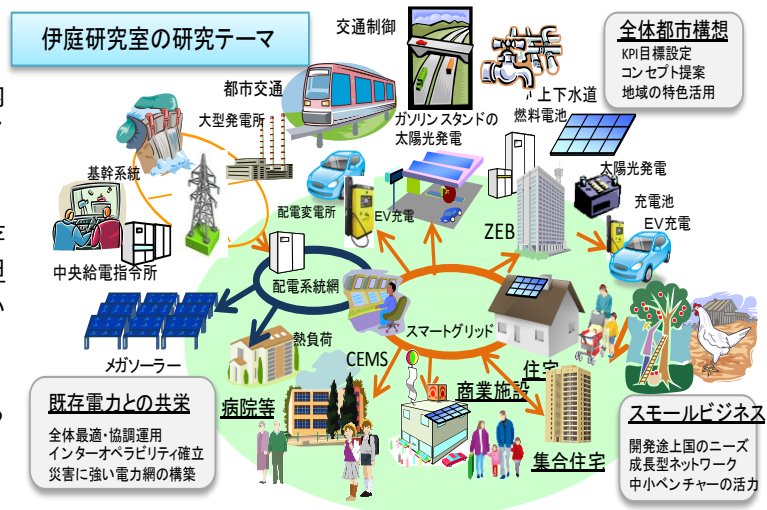 伊庭研究室の研究テーマ
交通制御
全体都市構想
KPI目標設定
コンセプト提案
地域の特色活用
都市交通
大型発電所
ガソリンスタンドの
太陽光発電
上下水道
燃料電池
基幹系統
太陽光発電
配電変電所
EV充電
充電池
EV充電
ZEB
中央給電指令所
配電系統網
スマートグリッド
メガソーラー
熱負荷
CEMS
住宅
商業施設
病院等
集合住宅
既存電力との共栄
全体最適・協調運用
インターオペラビリティ確立
災害に強い電力網の構築
スモールビジネス
開発途上国のニーズ
成長型ネットワーク
中小ベンチャーの活力